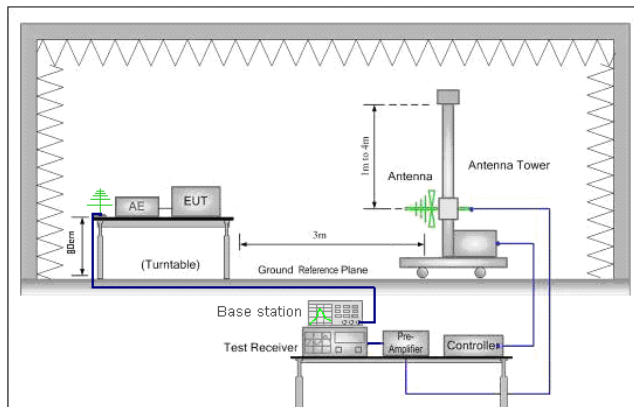 1m to 4m
Antenna
Antenna Tower
AE
EUT
3m
(Turntable)
Ground Reference Plane
Base station
Test Receiver
Pre-
Amplifier
Controller